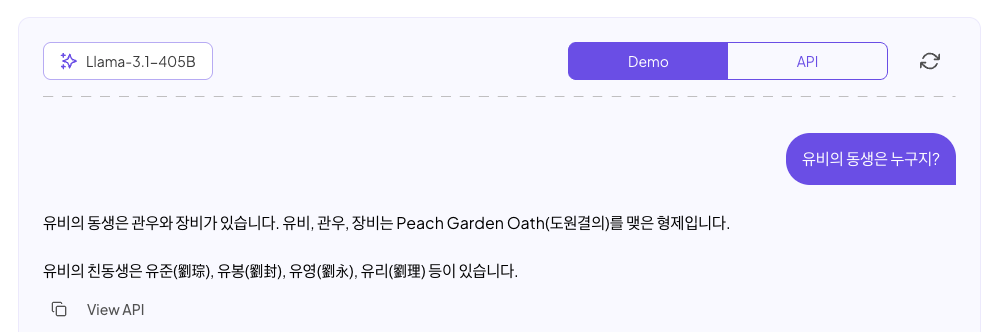 Llama-3.1-405B
Demo
API
유비의 동생은 누구지?
유비의 동생은 관우와 장비가 있습니다. 유비, 관우, 장비는 Peach Garden Oath(도원결의)를 맺은 형제입니다.
유비의 친동생은 유준(劉琮), 유봉(劉封), 유영(劉永), 유리(劉理) 등이 있습니다.
View API